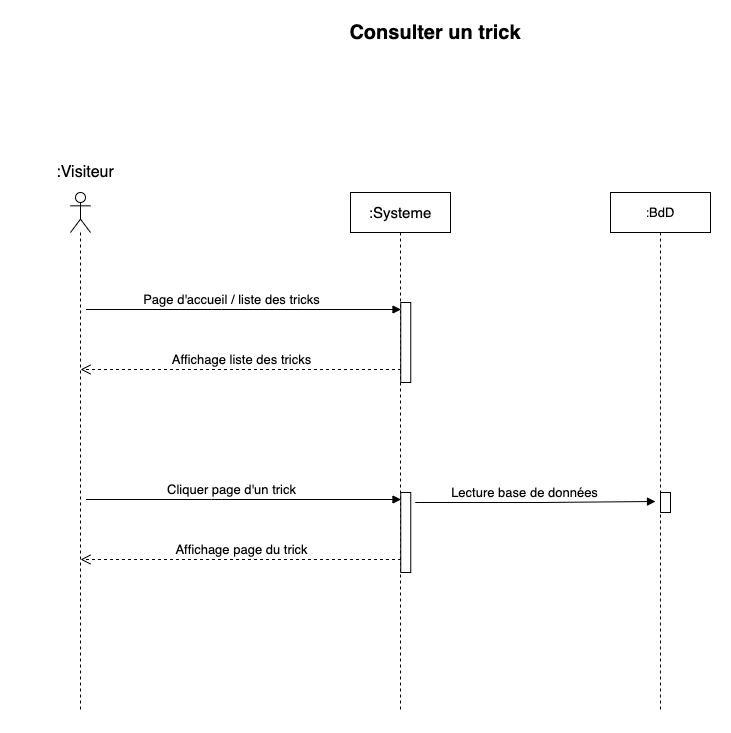 Consulter un trick
:Visiteur
:Systeme
:BdD
Page d'accueil / liste des tricks
Affichage liste des tricks
Cliquer page d'un trick
Lecture base de données
Affichage page du trick